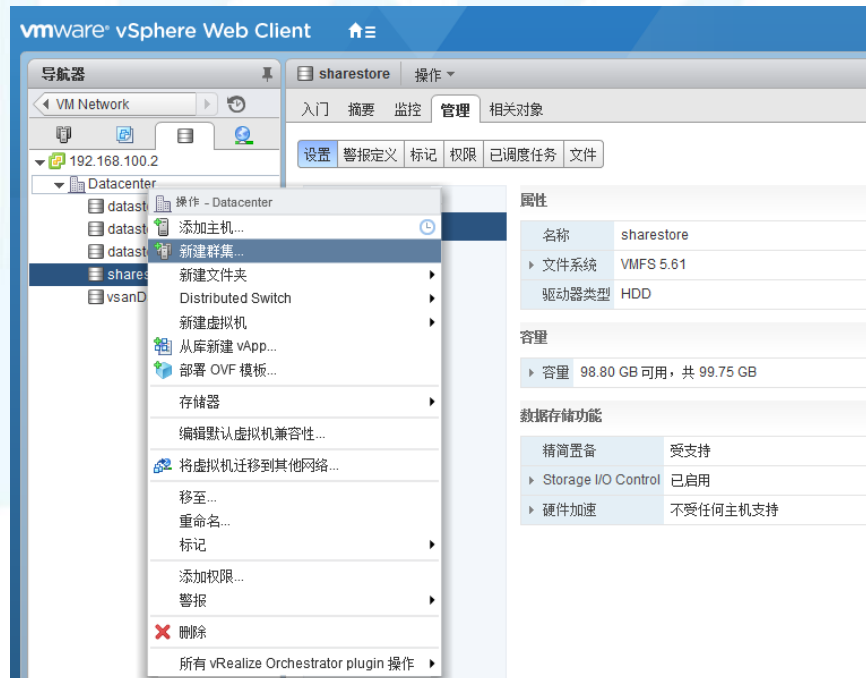 vmware® vSphere Web Client
导航器
VM Network
192.168.100.2
Datacenter
datast
datast
datast
shares
vsanD
操作 - Datacenter
添加主机...
新建群集...
新建文件夹
Distributed Switch
新建虚拟机
从库新建 vApp...
部署 OVF 模板...
存储器
编辑默认虚拟机兼容性...
将虚拟机迁移到其他网络...
移至...
重命名...
标记
添加权限...
警报
删除
所有 vRealize Orchestrator plugin 操作
sharestore 操作
入门 摘要 监控 管理 相关对象
设置 警报定义 标记 权限 已调度任务 文件
属性
名称 sharestore
文件系统 VMFS 5.61
驱动器类型 HDD
容量
容量 98.80 GB 可用，共 99.75 GB
数据存储功能
精简置备 受支持
Storage I/O Control 已启用
硬件加速 不受任何主机支持